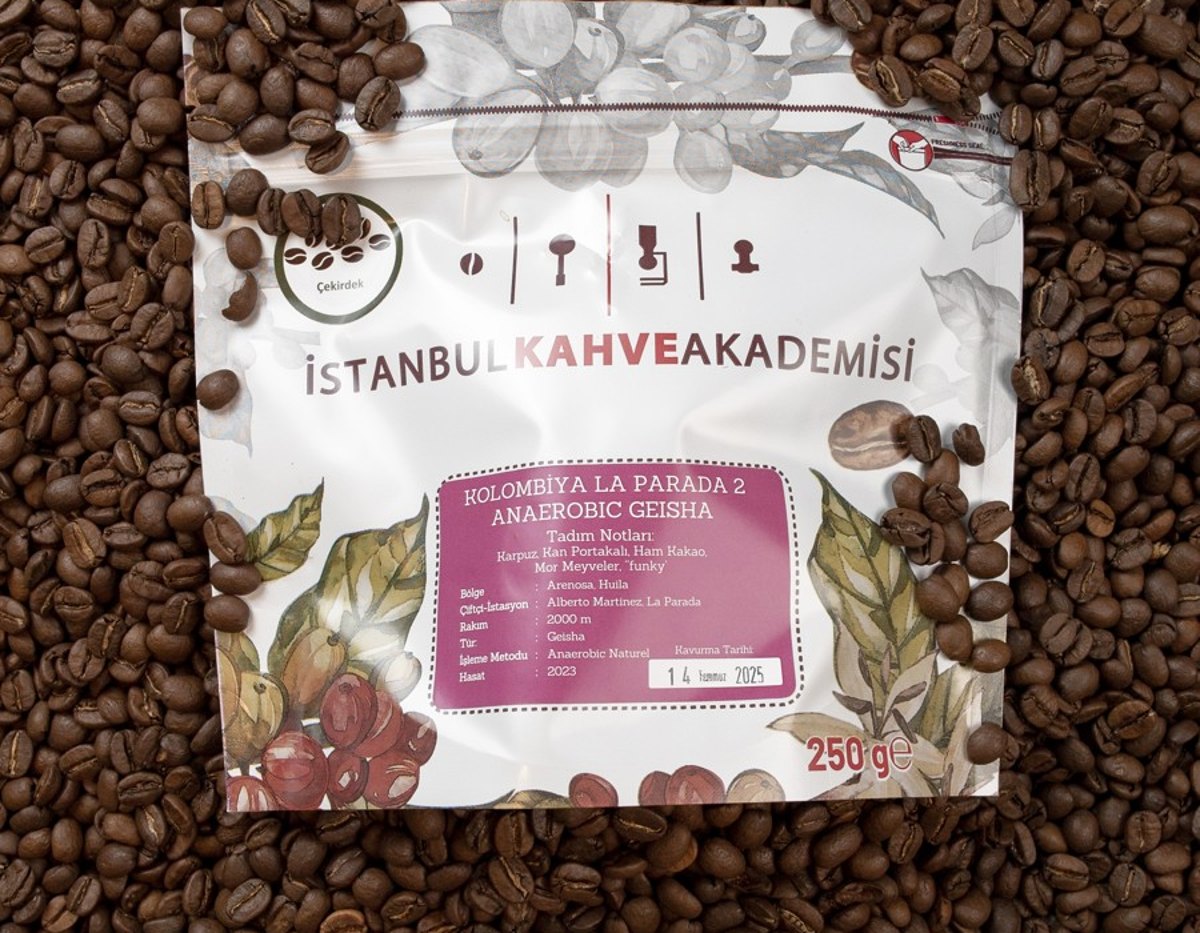 FRESHNESS SEAL
Çekirdek
İSTANBULKAHVEAKADEMİSİ
KOLOMBİYA LA PARADA 2
ANAEROBIC GEISHA
Tadım Notları:
Karpuz, Kan Portakalı, Ham Kakao,
Mor Meyveler, "funky'
Bölge : Arenosa, Huila
Çiftçi-İstasyon : Alberto Martinez, La Parada
Rakım : 2000 m
Tür : Geisha
İşleme Metodu : Anaerobic Naturel
Hasat : 2023
Kavurma Tarihi:
14 Temmuz 2025
250 g℮